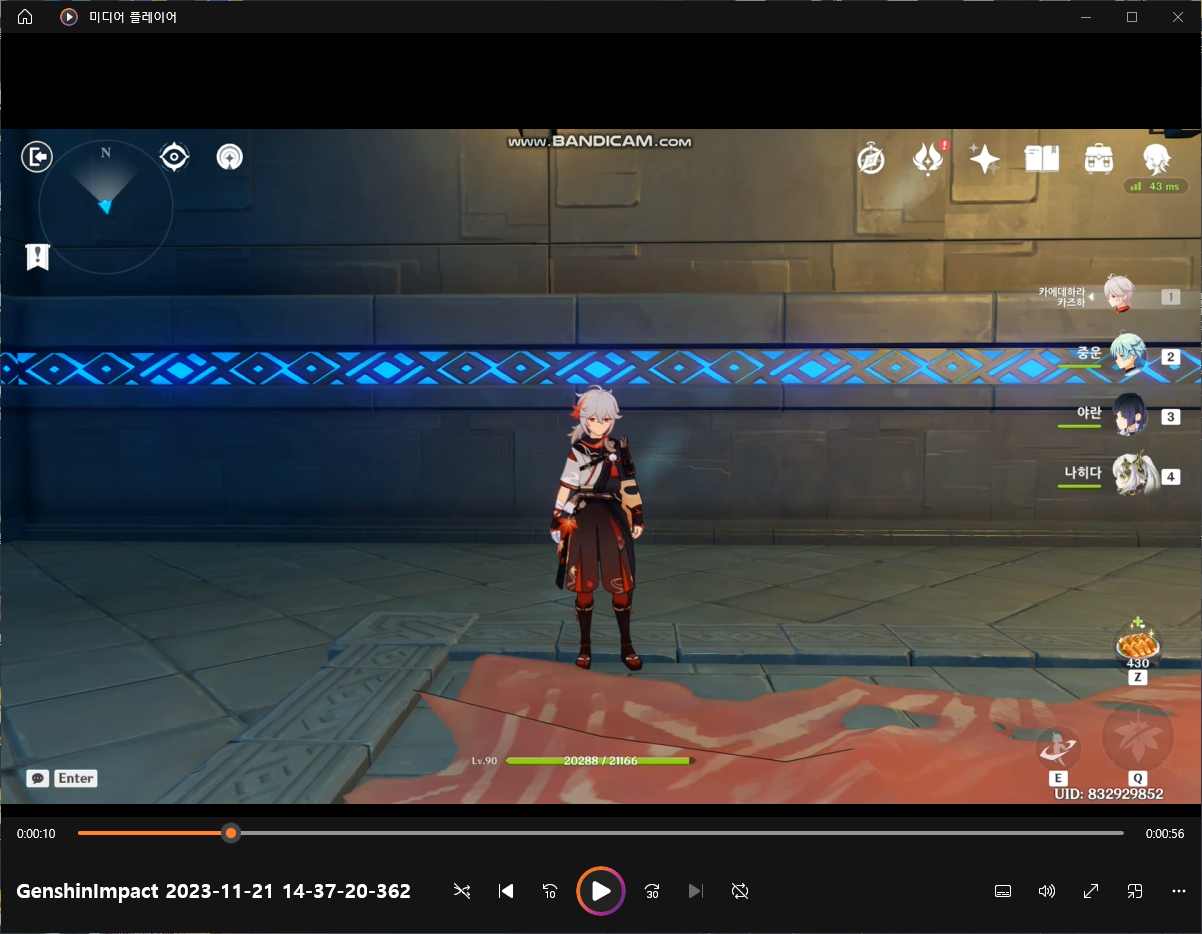 미디어 플레이어
www.BANDICAM.com
N
43 ms
카에데하라
카즈하
1
중운
2
야란
3
나히다
4
430
Z
Lv.90
20288 / 21166
Enter
E
Q
UID: 832929852
0:00:10
0:00:56
GenshinImpact 2023-11-21 14-37-20-362
10
30